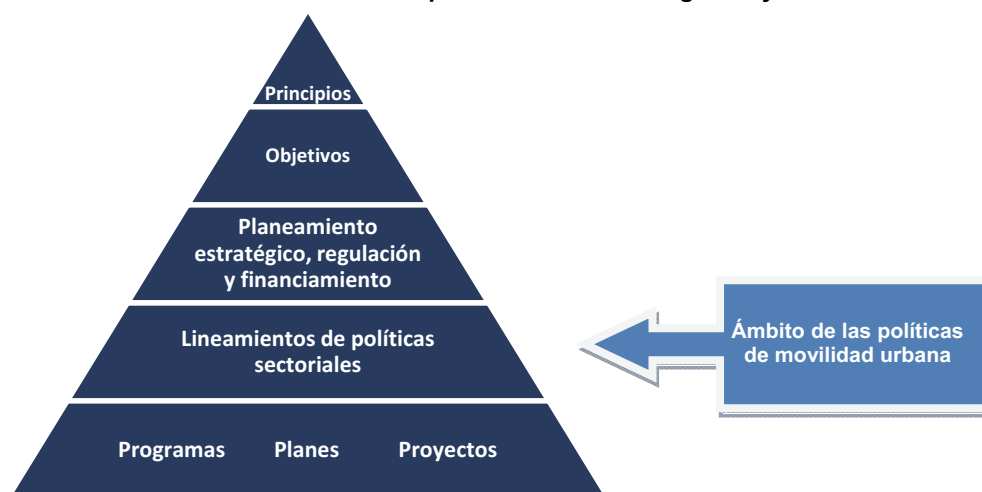 Principios
Objetivos
Planeamiento
estratégico, regulación
y financiamiento
Lineamientos de políticas
sectoriales
Ámbito de las políticas
de movilidad urbana
Programas Planes Proyectos